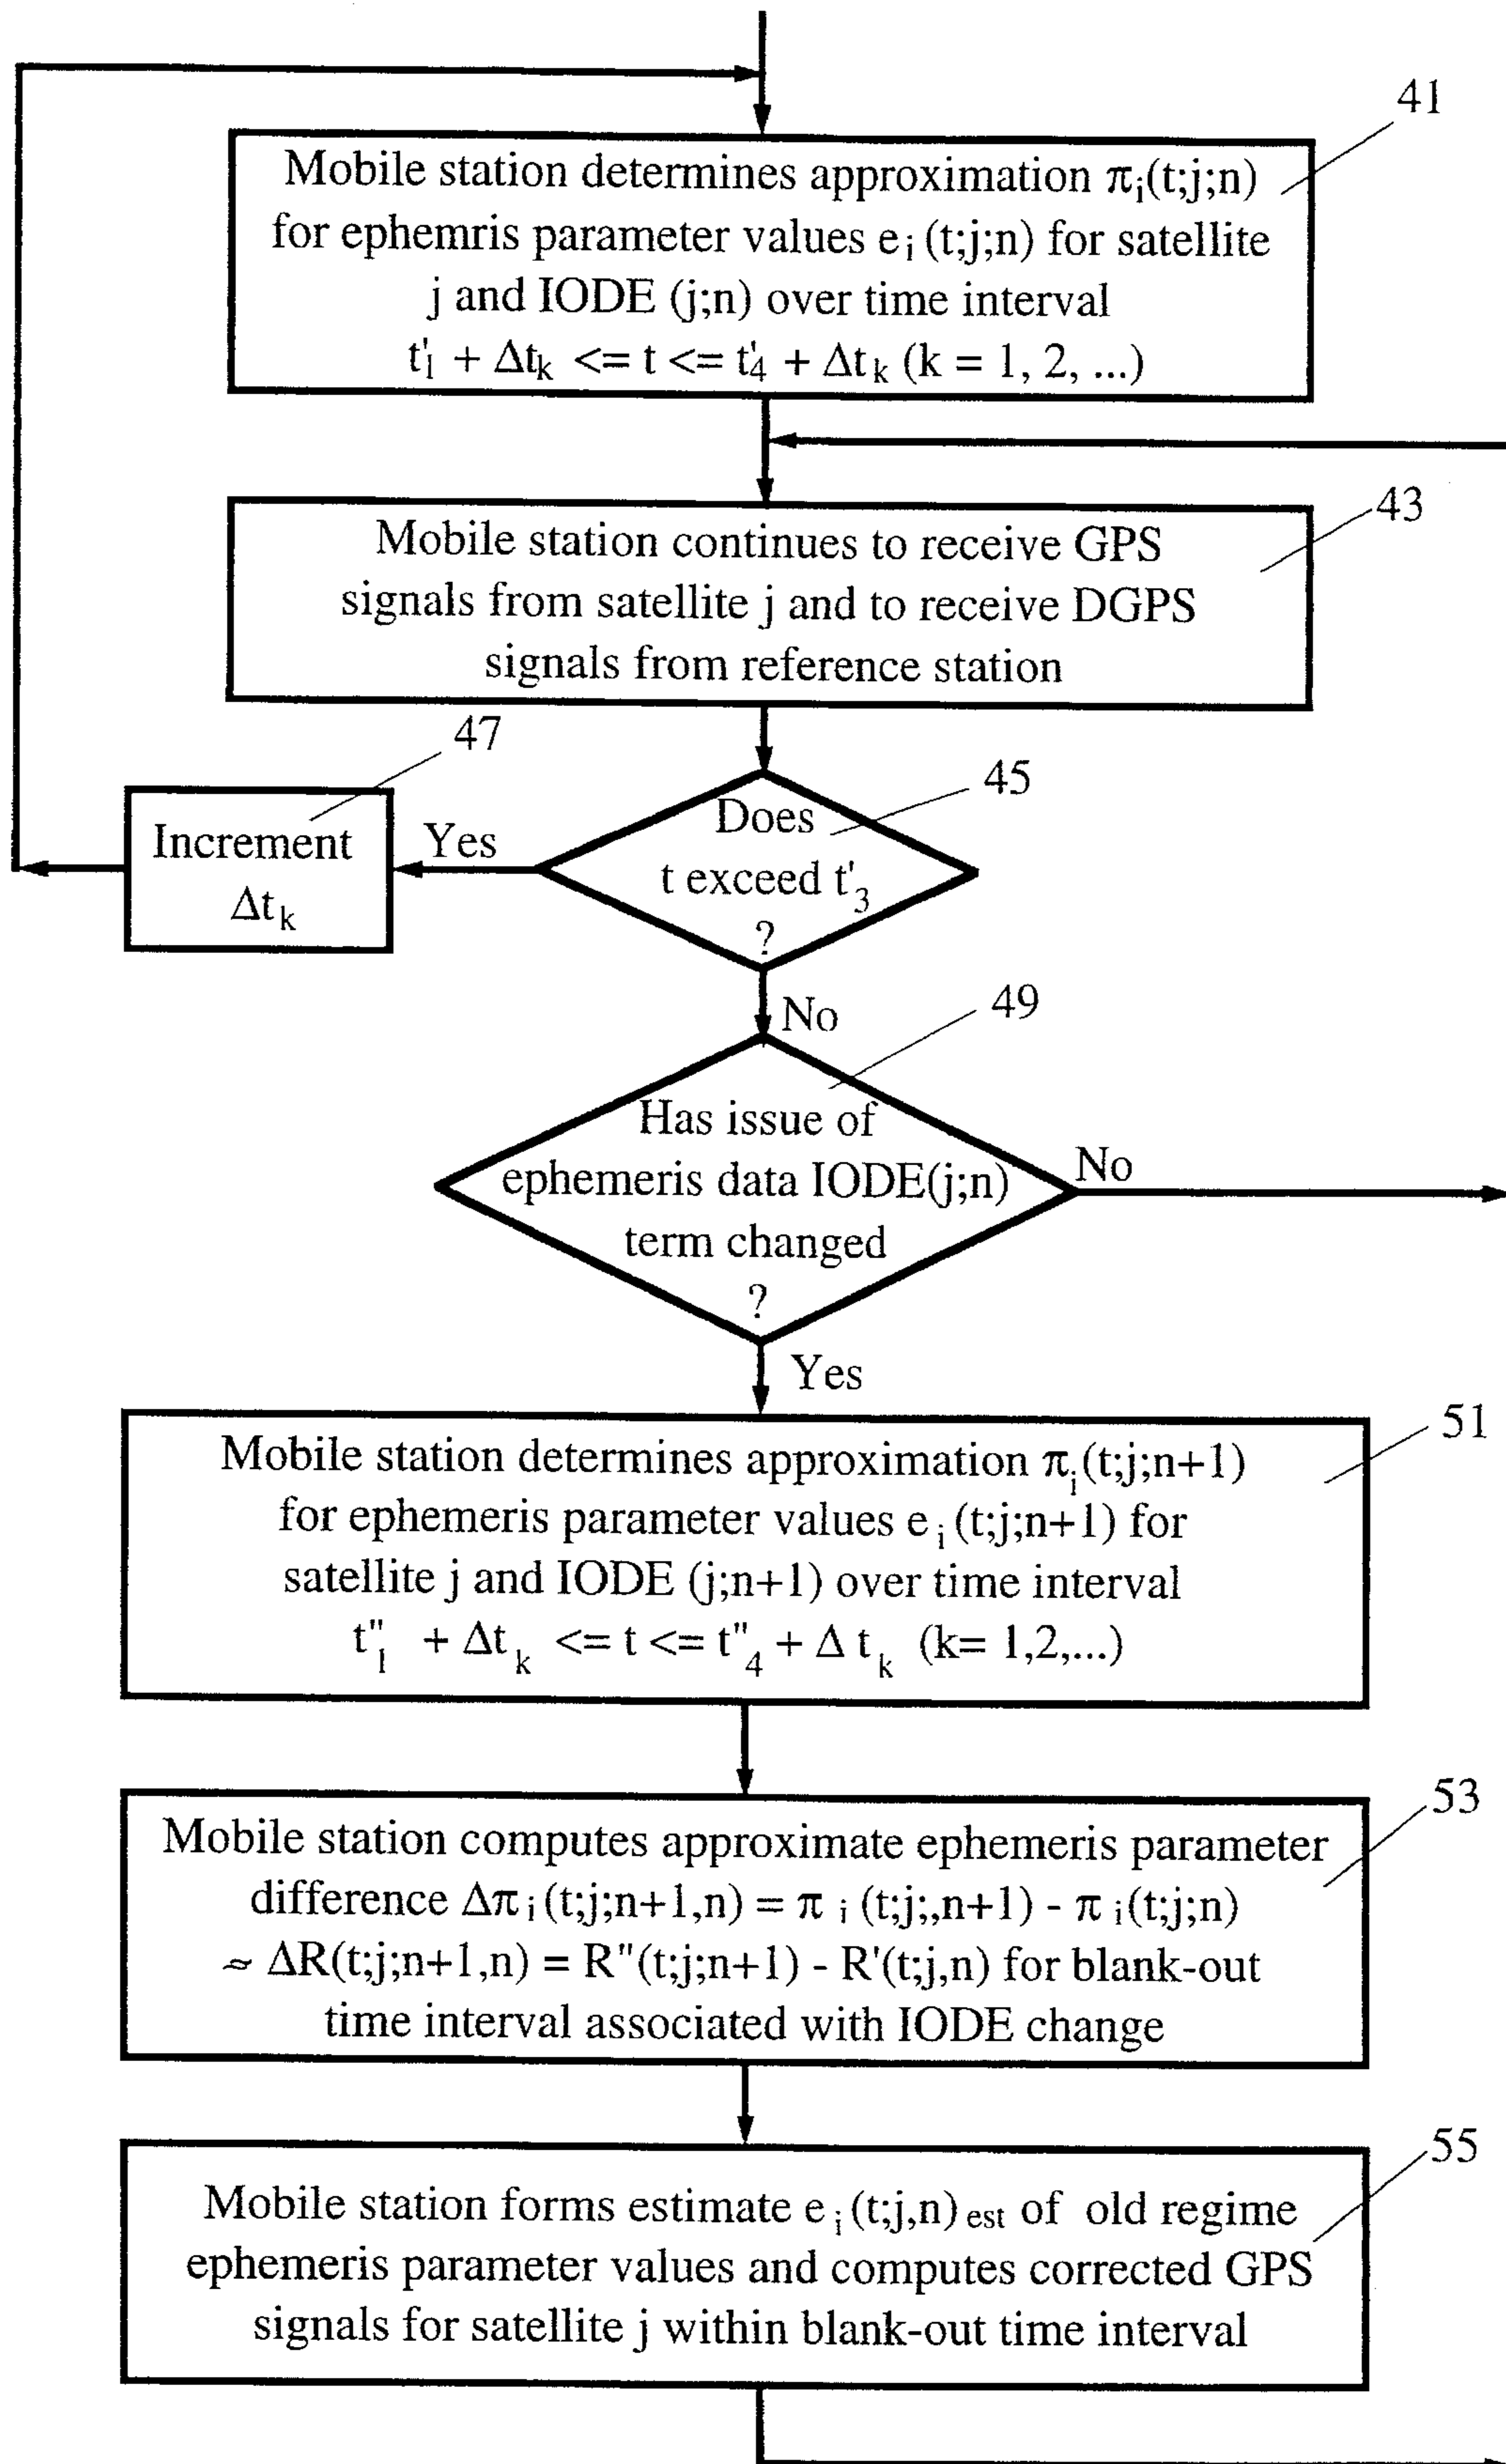 41
Mobile station determines approximation πi(t;j;n)
for ephemris parameter values ei(t;j;n) for satellite
j and IODE (j;n) over time interval
t'1 + Δtk <= t <= t'4 + Δtk (k = 1, 2, ...)
43
Mobile station continues to receive GPS
signals from satellite j and to receive DGPS
signals from reference station
47
45
Increment
Δtk
Yes
Does
t exceed t'3
?
No
49
Has issue of
ephemeris data IODE(j;n)
term changed
?
No
Yes
51
Mobile station determines approximation πi(t;j;n+1)
for ephemeris parameter values ei(t;j;n+1) for
satellite j and IODE (j;n+1) over time interval
t"1 + Δtk <= t <= t"4 + Δtk (k= 1,2,...)
53
Mobile station computes approximate ephemeris parameter
difference Δπi(t;j;n+1,n) = πi(t;j;,n+1) - πi(t;j;n)
≈ ΔR(t;j;n+1,n) = R"(t;j;n+1) - R'(t;j,n) for blank-out
time interval associated with IODE change
55
Mobile station forms estimate ei(t;j,n)est of old regime
ephemeris parameter values and computes corrected GPS
signals for satellite j within blank-out time interval